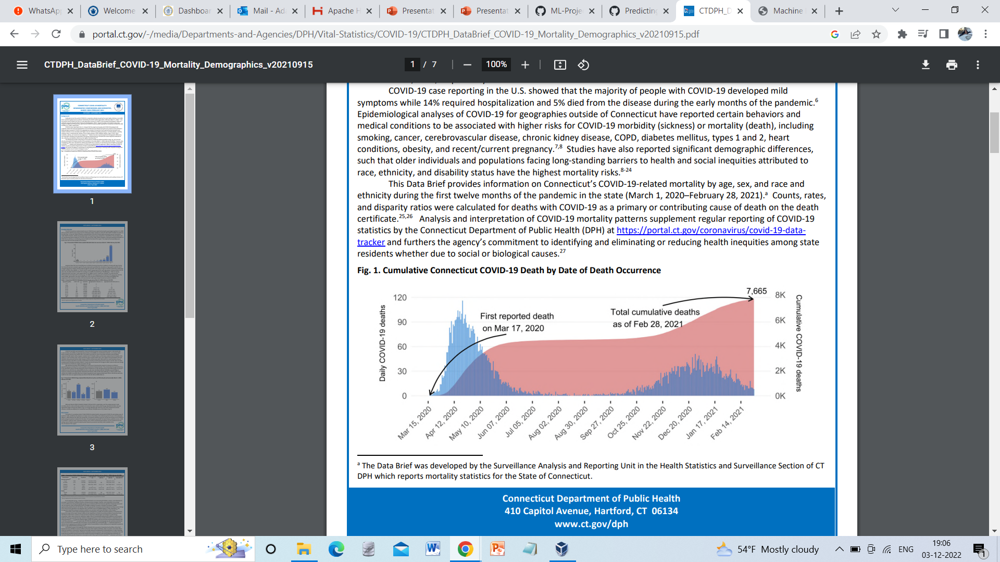 WhatsAp
Welcome
Dashboar
Mail - Ad
Apache H
Presentat
Presentat
ML-Proje
Predicting
CTDPH_D
Machine
portal.ct.gov/-/media/Departments-and-Agencies/DPH/Vital-Statistics/COVID-19/CTDPH_DataBrief_COVID-19_Mortality_Demographics_v20210915.pdf
CTDPH_DataBrief_COVID-19_Mortality_Demographics_v20210915
1 / 7
100%
1
2
3
COVID-19 case reporting in the U.S. showed that the majority of people with COVID-19 developed mild
symptoms while 14% required hospitalization and 5% died from the disease during the early months of the pandemic.6
Epidemiological analyses of COVID-19 for geographies outside of Connecticut have reported certain behaviors and
medical conditions to be associated with higher risks for COVID-19 morbidity (sickness) or mortality (death), including
smoking, cancer, cerebrovascular disease, chronic kidney disease, COPD, diabetes mellitus, types 1 and 2, heart
conditions, obesity, and recent/current pregnancy.7,8 Studies have also reported significant demographic differences,
such that older individuals and populations facing long-standing barriers to health and social inequities attributed to
race, ethnicity, and disability status have the highest mortality risks.8-24
This Data Brief provides information on Connecticut's COVID-19-related mortality by age, sex, and race and
ethnicity during the first twelve months of the pandemic in the state (March 1, 2020–February 28, 2021).a Counts, rates,
and disparity ratios were calculated for deaths with COVID-19 as a primary or contributing cause of death on the death
certificate.25,26 Analysis and interpretation of COVID-19 mortality patterns supplement regular reporting of COVID-19
statistics by the Connecticut Department of Public Health (DPH) at https://portal.ct.gov/coronavirus/covid-19-data-
tracker and furthers the agency's commitment to identifying and eliminating or reducing health inequities among state
residents whether due to social or biological causes.27
Fig. 1. Cumulative Connecticut COVID-19 Death by Date of Death Occurrence
7,665
120
90
60
30
0
Daily COVID-19 deaths
First reported death
on Mar 17, 2020
Total cumulative deaths
as of Feb 28, 2021
8K
6K
4K
2K
0K
Cumulative COVID-19 deaths
Mar 15, 2020
Apr 12, 2020
May 10, 2020
Jun 07, 2020
Jul 05, 2020
Aug 02, 2020
Aug 30, 2020
Sep 27, 2020
Oct 25, 2020
Nov 22, 2020
Dec 20, 2020
Jan 17, 2021
Feb 14, 2021
a The Data Brief was developed by the Surveillance Analysis and Reporting Unit in the Health Statistics and Surveillance Section of CT
DPH which reports mortality statistics for the State of Connecticut.
Connecticut Department of Public Health
410 Capitol Avenue, Hartford, CT 06134
www.ct.gov/dph
Type here to search
54°F Mostly cloudy
ENG
19:06
03-12-2022
1